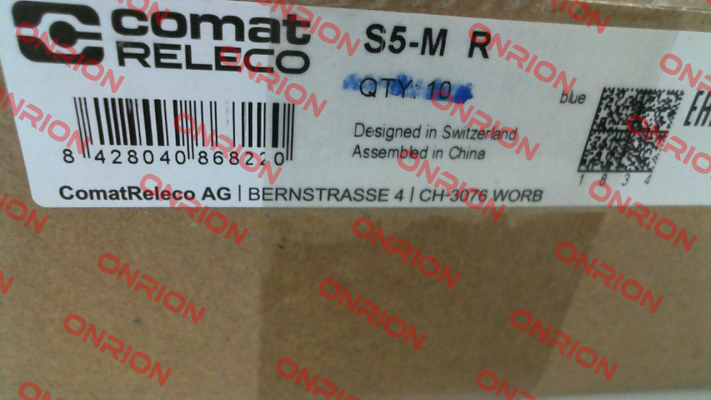 comat
RELECO
S5-M R
QTY: 10
blue
Designed in Switzerland
Assembled in China
8 428040 868220
1 8 3 4
ComatReleco AG | BERNSTRASSE 4 | CH-3076 WORB
EAC
ONRION